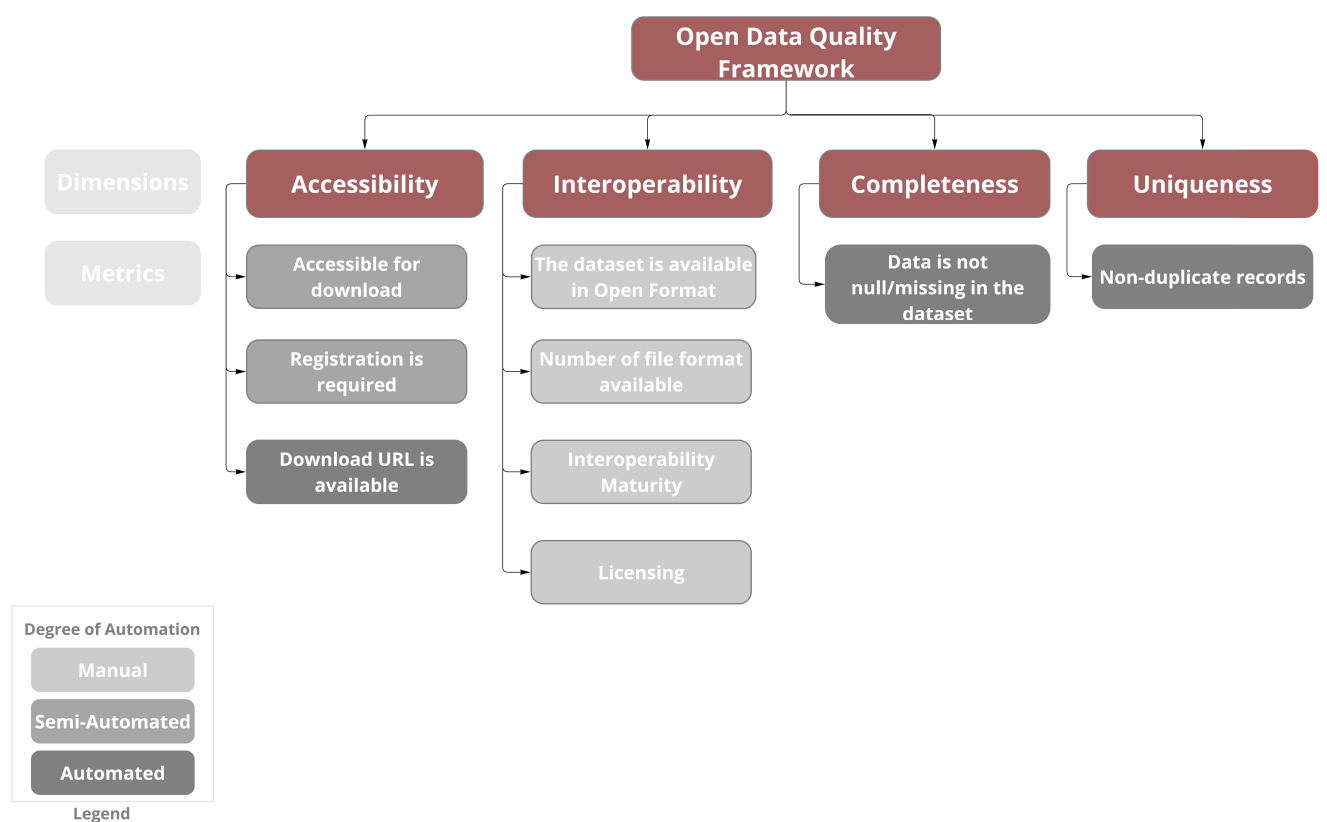 Open Data Quality
Framework
Dimensions
Accessibility
Interoperability
Completeness
Uniqueness
Metrics
Accessible for
download
The dataset is available
in Open Format
Data is not
null/missing in the
dataset
Non-duplicate records
Registration is
required
Number of file format
available
Download URL is
available
Interoperability
Maturity
Licensing
Degree of Automation
Manual
Semi-Automated
Automated
Legend